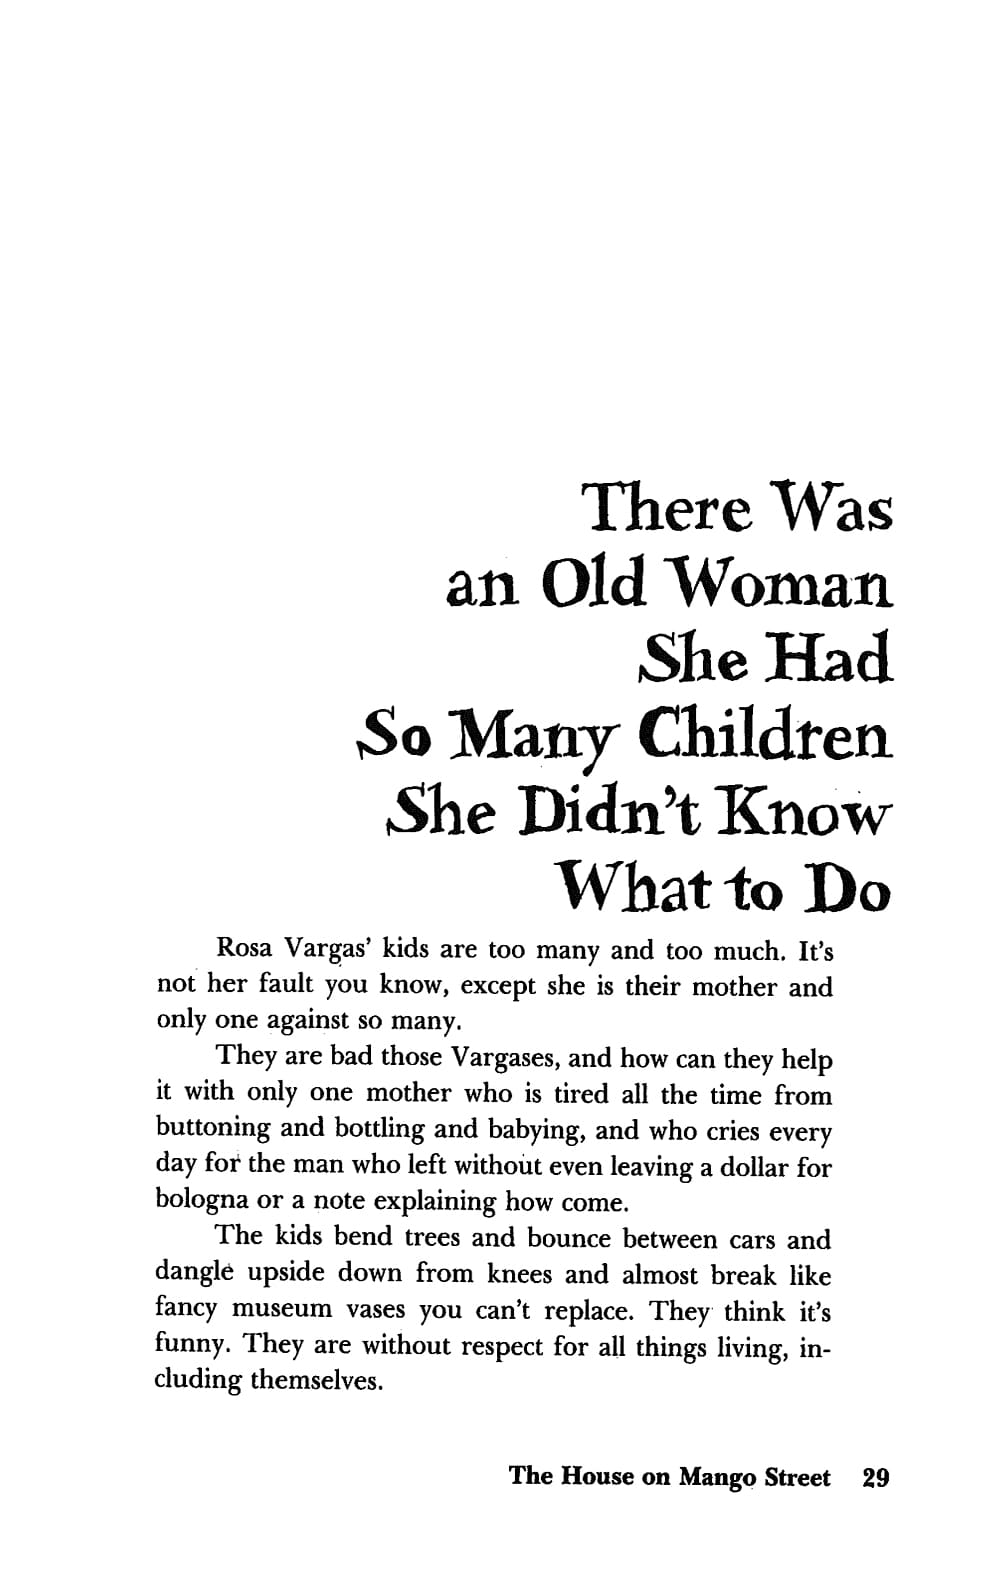 There Was
an Old Woman
She Had
So Many Children
She Didn't Know
What to Do
Rosa Vargas' kids are too many and too much. It's
not her fault you know, except she is their mother and
only one against so many.
They are bad those Vargases, and how can they help
it with only one mother who is tired all the time from
buttoning and bottling and babying, and who cries every
day for the man who left without even leaving a dollar for
bologna or a note explaining how come.
The kids bend trees and bounce between cars and
dangle upside down from knees and almost break like
fancy museum vases you can't replace. They think it's
funny. They are without respect for all things living, in-
cluding themselves.
The House on Mango Street 29